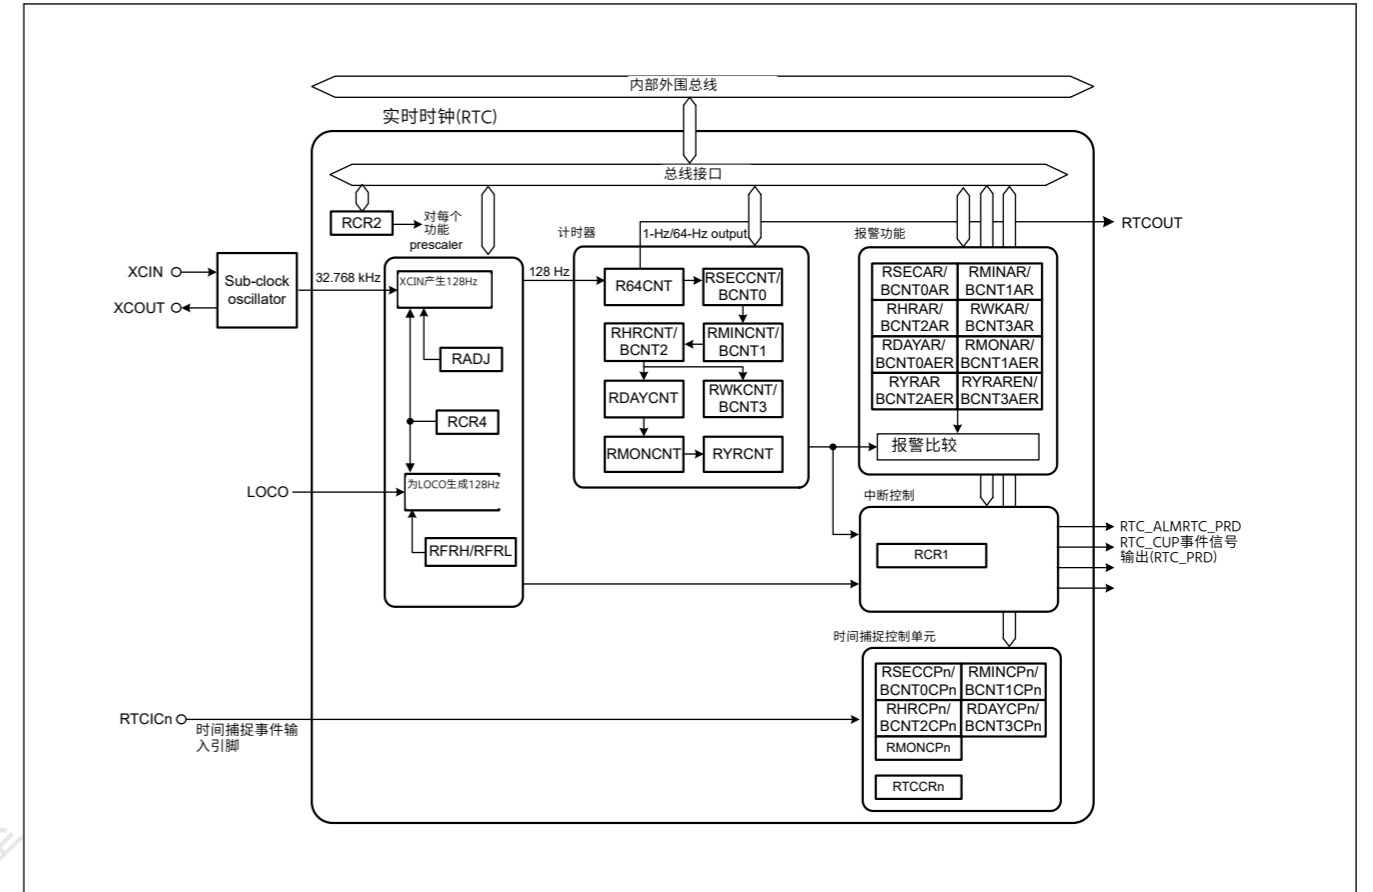 内部外围总线
实时时钟(RTC)
总线接口
RCR2
对每个
功能
prescaler
计时器
1-Hz/64-Hz output
报警功能
RTCOUT
XCIN
XCOUT
Sub-clock
oscillator
32.768 kHz
XCIN产生128Hz
128 Hz
R64CNT
RSECCNT/
BCNT0
RHRCNT/
BCNT2
RMINCNT/
BCNT1
RDAYCNT
RWKCNT/
BCNT3
RMONCNT
RYRCNT
RSECAR/
BCNT0AR
RMINAR/
BCNT1AR
RHRAR/
BCNT2AR
RWKAR/
BCNT3AR
RDAYAR/
BCNT0AER
RMONAR/
BCNT1AER
RYRAR
BCNT2AER
RYRAREN/
BCNT3AER
报警比较
RADJ
RCR4
LOCO
为LOCO生成128Hz
RFRH/RFRL
中断控制
RCR1
RTC_ALMRTC_PRD
RTC_CUP事件信号
输出(RTC_PRD)
时间捕捉控制单元
RSECCPn/
BCNT0CPn
RMINCPn/
BCNT1CPn
RHRCPn/
BCNT2CPn
RDAYCPn/
BCNT3CPn
RMONCPn
RTCCRn
RTCICn
时间捕捉事件输
入引脚